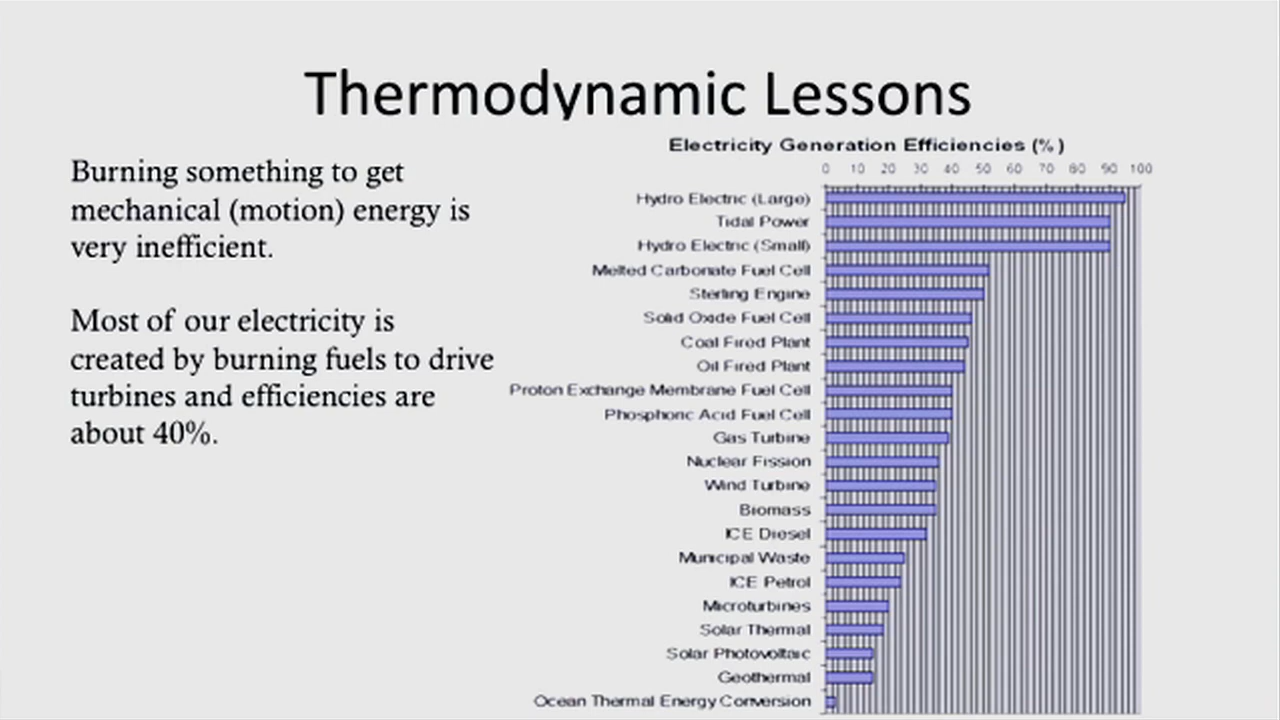 Thermodynamic Lessons
Burning something to get
mechanical (motion) energy is
very inefficient.
Most of our electricity is
created by burning fuels to drive
turbines and efficiencies are
about 40%.
Electricity Generation Efficiencies (%)
0 10 20 30 40 50 60 70 80 90 100
Hydro Electric (Large)
Tidal Power
Hydro Electric (Small)
Melted Carbonate Fuel Cell
Sterling Engine
Solid Oxide Fuel Cell
Coal Fired Plant
Oil Fired Plant
Proton Exchange Membrane Fuel Cell
Phosphoric Acid Fuel Cell
Gas Turbine
Nuclear Fission
Wind Turbine
Biomass
ICE Diesel
Municipal Waste
ICE Petrol
Microturbines
Solar Thermal
Solar Photovoltaic
Geothermal
Ocean Thermal Energy Conversion